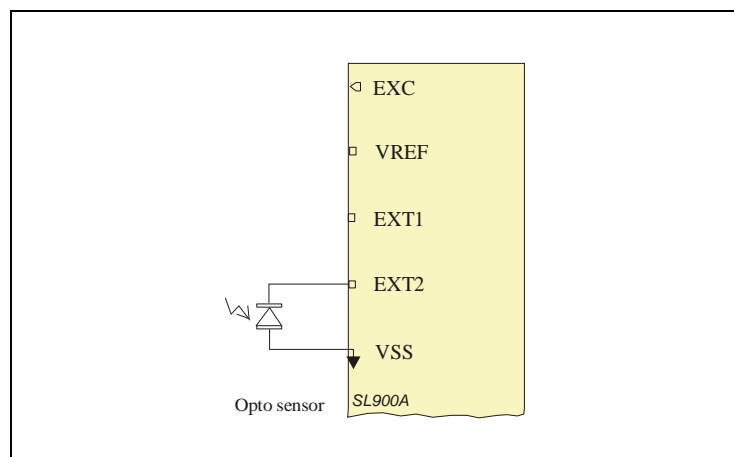 EXC
VREF
EXT1
EXT2
VSS
Opto sensor
SL900A